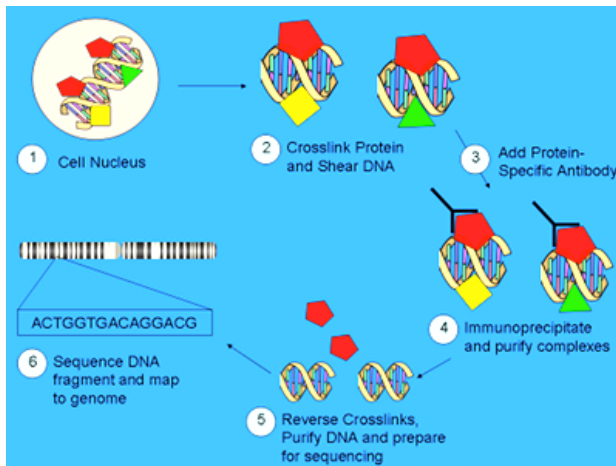 1 Cell Nucleus
2 Crosslink Protein
and Shear DNA
3 Add Protein-
Specific Antibody
4 Immunoprecipitate
and purify complexes
5 Reverse Crosslinks,
Purify DNA and prepare
for sequencing
ACTGGTGACAGGACG
6 Sequence DNA
fragment and map
to genome